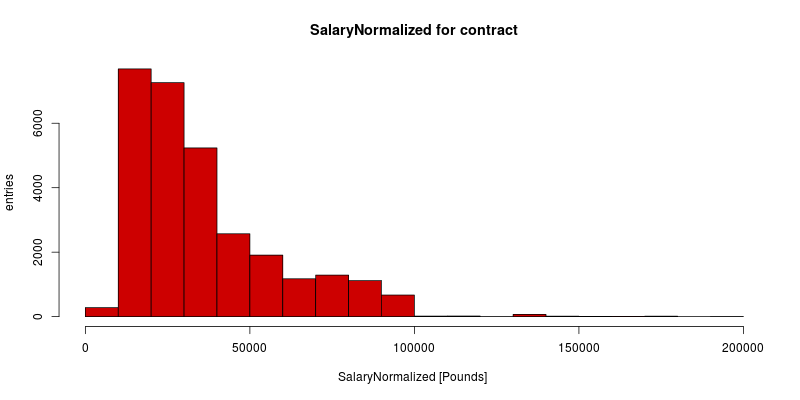 SalaryNormalized for contract
entries
6000
4000
2000
0
0 50000 100000 150000 200000
SalaryNormalized [Pounds]